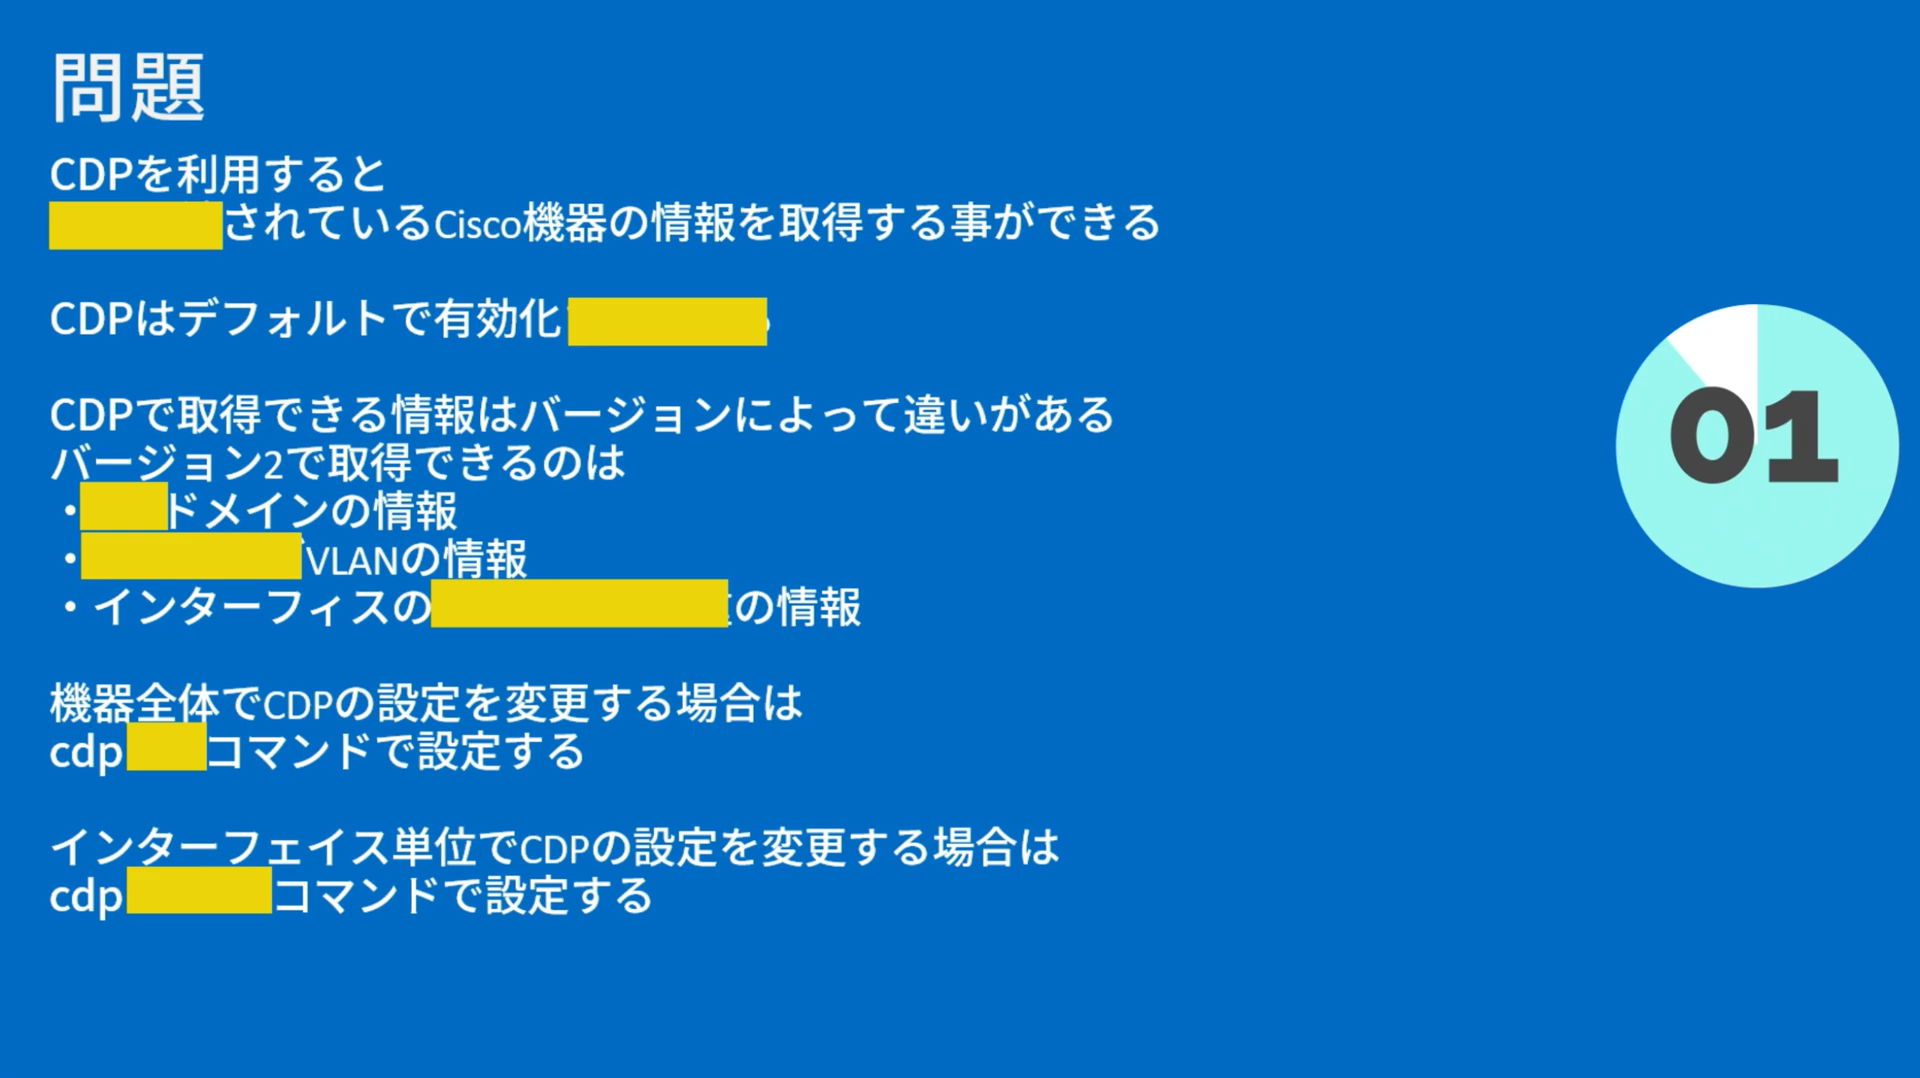 問題
CDPを利用すると
されているCisco機器の情報を取得する事ができる
CDPはデフォルトで有効化
CDPで取得できる情報はバージョンによって違いがある
バージョン2で取得できるのは
・ドメインの情報
・VLANの情報
・インターフィスのの情報
機器全体でCDPの設定を変更する場合は
cdp コマンドで設定する
インターフェイス単位でCDPの設定を変更する場合は
cdp コマンドで設定する
01